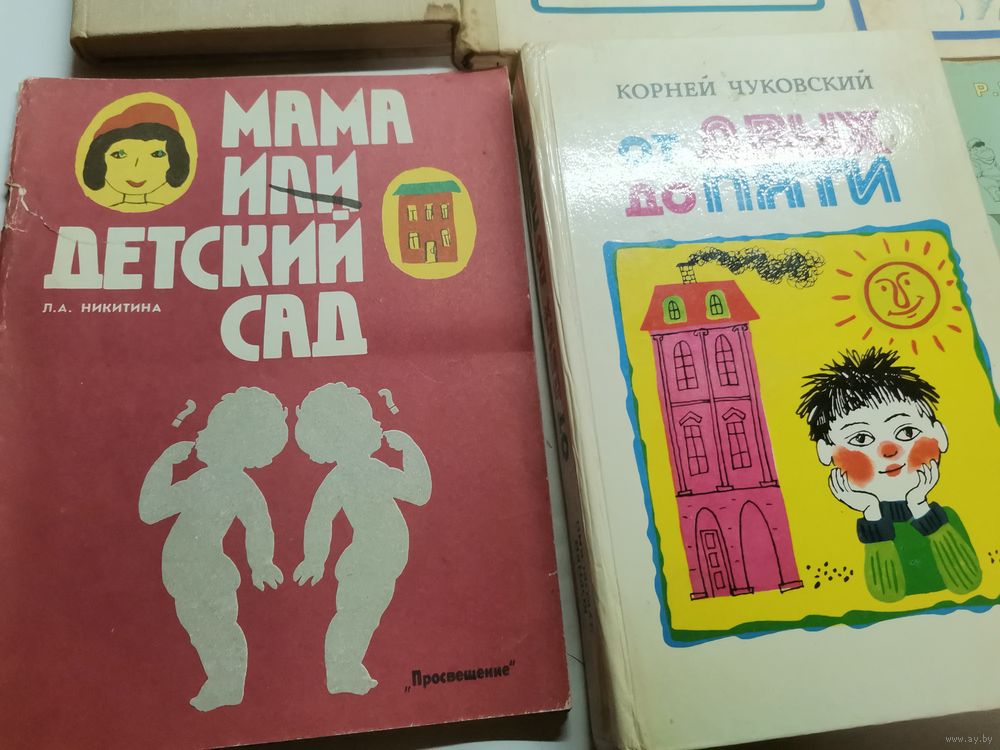 МАМА
ИЛИ
ДЕТСКИЙ
САД
Л.А. НИКИТИНА
„Просвещение"
КОРНЕЙ ЧУКОВСКИЙ
ОТ ДВУХ
ДО ПЯТИ
Р.
www.ay.by